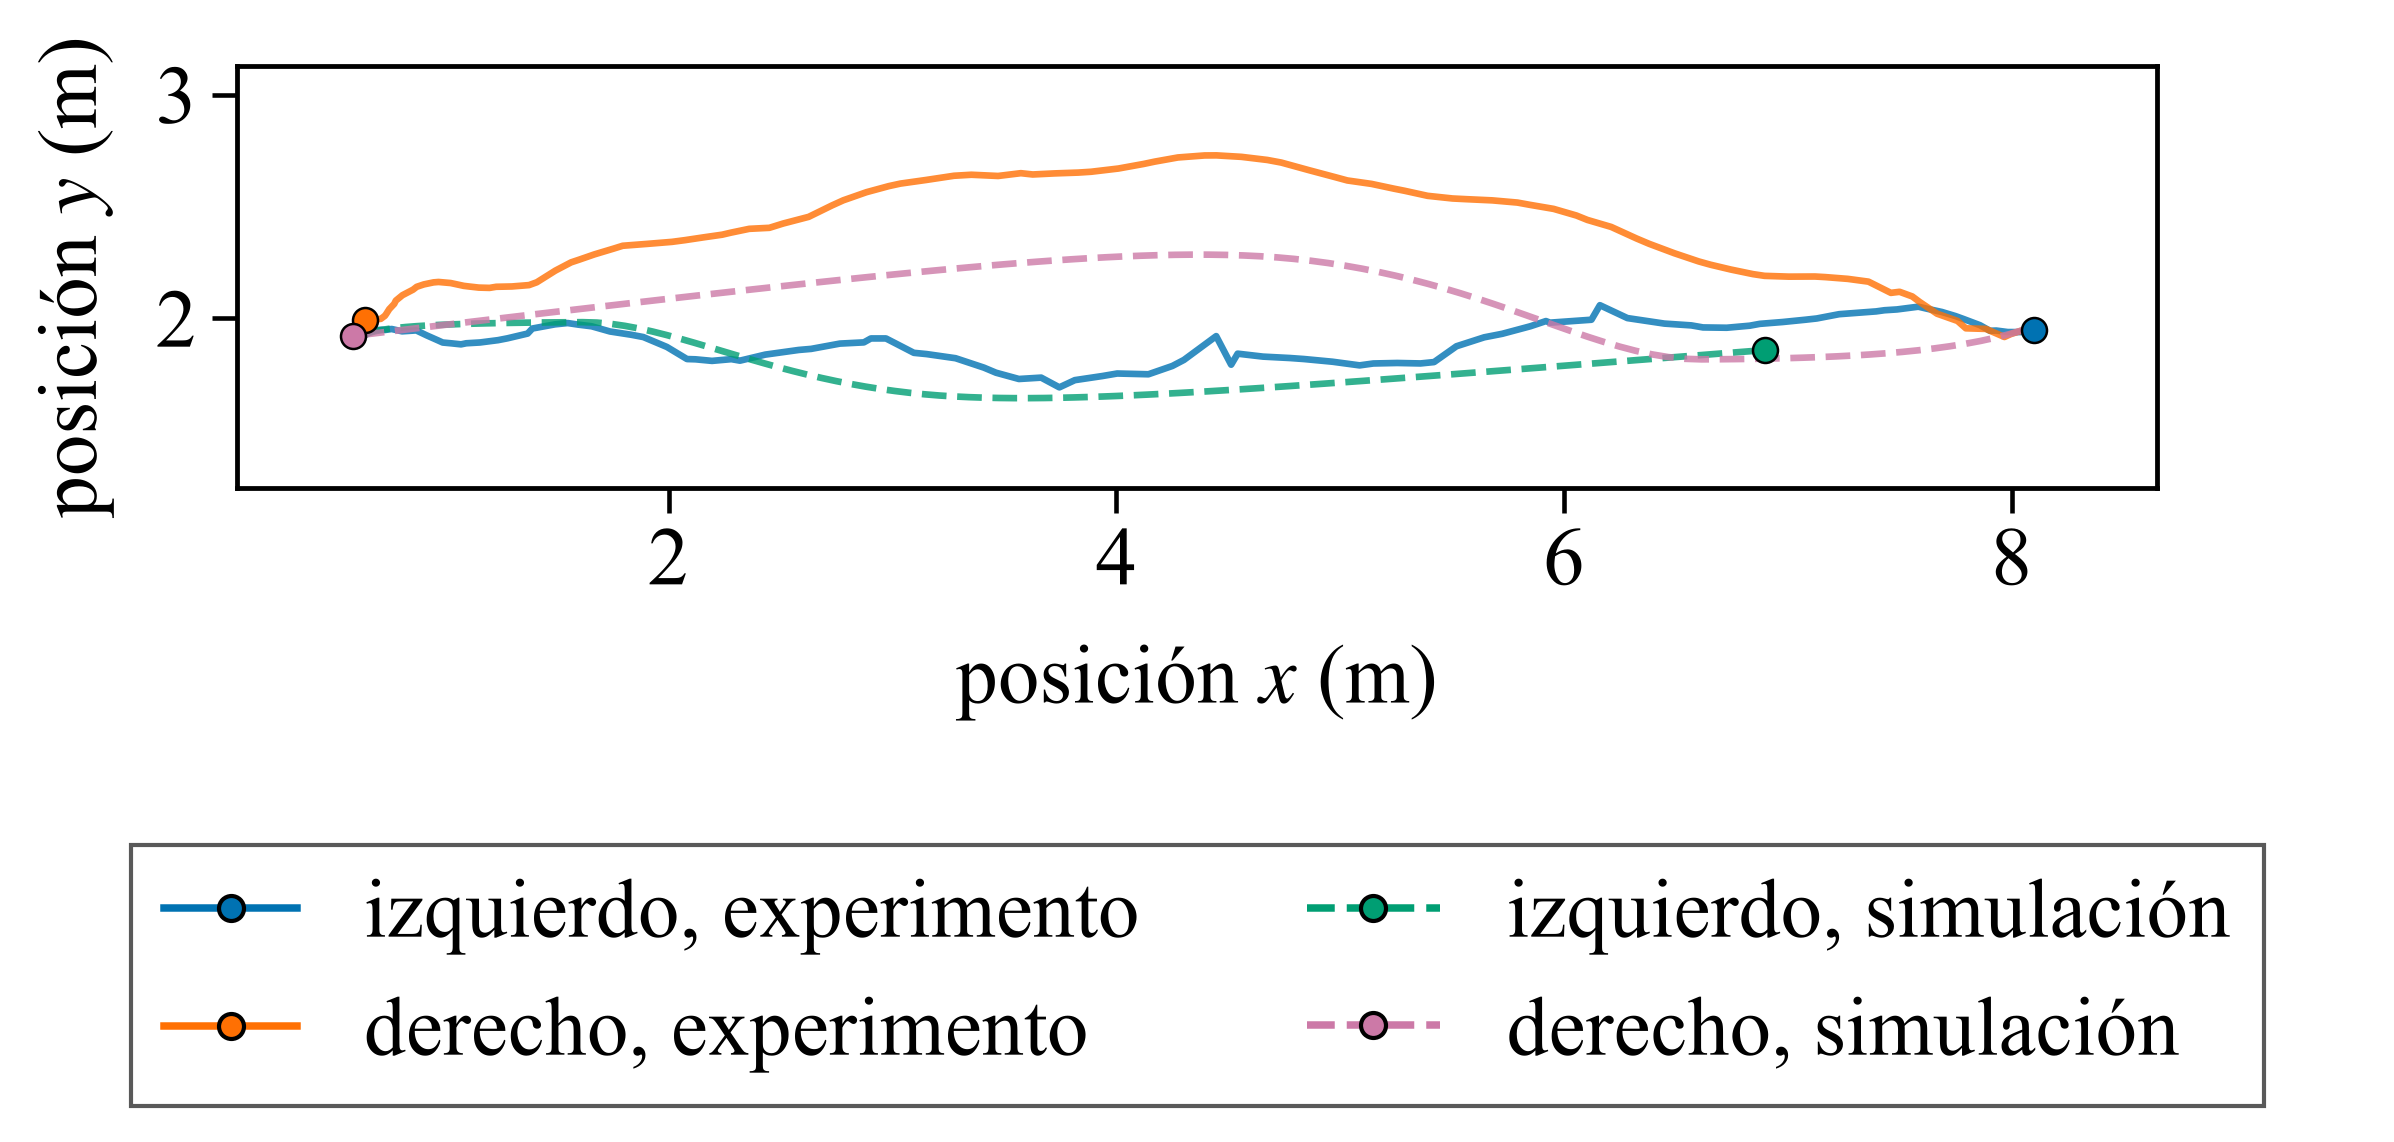 posición y (m)
3
2
2 4 6 8
posición x (m)
izquierdo, experimento
derecho, experimento
izquierdo, simulación
derecho, simulación